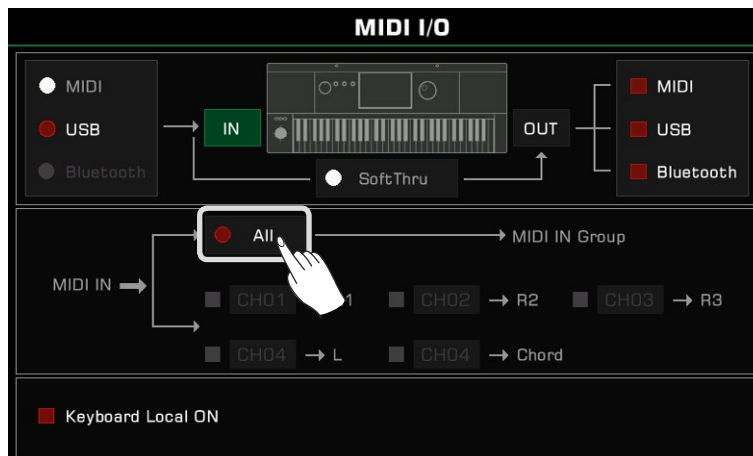 MIDI I/O
MIDI
USB
Bluetooth
IN
OUT
SoftThru
MIDI
USB
Bluetooth
All
MIDI IN Group
MIDI IN
CH01
1
CH02 → R2
CH03 → R3
CH04 → L
CH04 → Chord
Keyboard Local ON